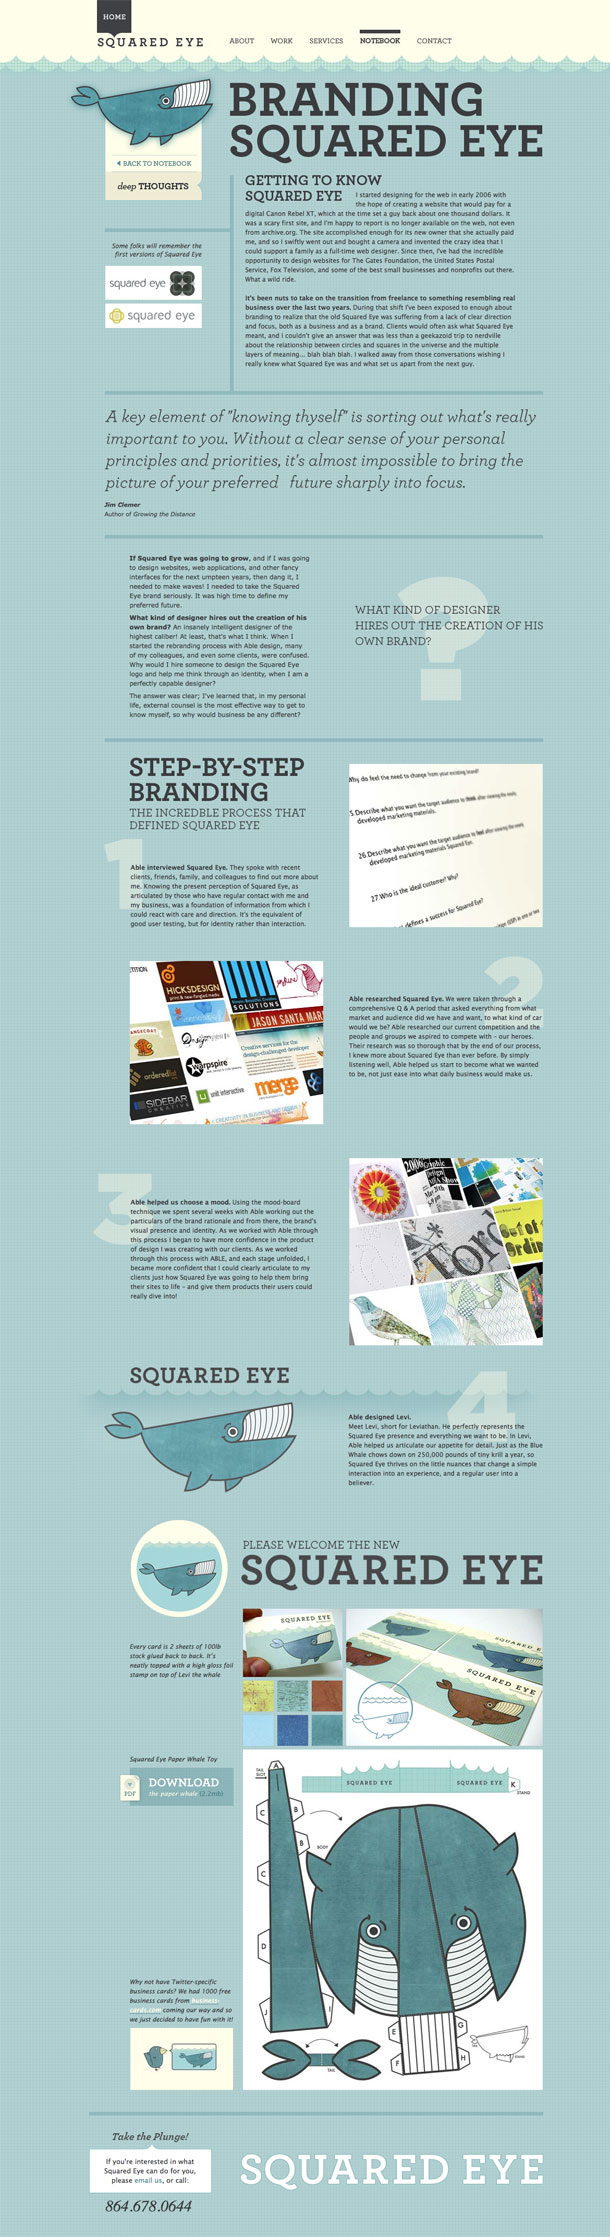 HOME
SQUARED EYE
ABOUT WORK SERVICES NOTEBOOK CONTACT
BRANDING
SQUARED EYE
BACK TO NOTEBOOK
deep THOUGHTS
Some folks will remember the
first versions of Squared Eye
squared eye
squared eye
GETTING TO KNOW
SQUARED EYE
I started designing for the web in early 2006 with
the hope of creating a website that would pay for a
digital Canon Rebel XT, which at the time set a guy back about one thousand dollars. It
was a scary first site, and I'm happy to report is no longer available on the web, not even
from archive.org. The site accomplished enough for its new owner that she actually paid
me, and so I swiftly went out and bought a camera and invented the crazy idea that I
could support a family as a full-time web designer. Since then, I've had the incredible
opportunity to design websites for The Gates Foundation, the United States Postal
Service, Fox Television, and some of the best small businesses and nonprofits out there.
What a wild ride.
It's been nuts to take on the transition from freelance to something resembling real
business over the last two years. During that shift I've been exposed to enough about
branding to realize that the old Squared Eye was suffering from a lack of clear direction
and focus, both as a business and as a brand. Clients would often ask what Squared Eye
meant, and I couldn't give an answer that was less than a geekazoid trip to nerdville
about the relationship between circles and squares in the universe and the multiple
layers of meaning... blah blah blah. I walked away from those conversations wishing I
really knew what Squared Eye was and what set us apart from the next guy.
A key element of "knowing thyself" is sorting out what's really
important to you. Without a clear sense of your personal
principles and priorities, it's almost impossible to bring the
picture of your preferred future sharply into focus.
Jim Clemer
Author of Growing the Distance
If Squared Eye was going to grow, and if I was going
to design websites, web applications, and other fancy
interfaces for the next umpteen years, then dang it, I
needed to make waves! I needed to take the Squared
Eye brand seriously. It was high time to define my
preferred future.
What kind of designer hires out the creation of his
own brand? An insanely intelligent designer of the
highest caliber! At least, that's what I think. When I
started the rebranding process with Able design, many
of my colleagues, and even some clients, were confused.
Why would I hire someone to design the Squared Eye
logo and help me think through an identity, when I am a
perfectly capable designer?
The answer was clear; I've learned that, in my personal
life, external counsel is the most effective way to get to
know myself, so why would business be any different?
?
WHAT KIND OF DESIGNER
HIRES OUT THE CREATION OF HIS
OWN BRAND?
STEP-BY-STEP
BRANDING
THE INCREDBLE PROCESS THAT
DEFINED SQUARED EYE
1
Able interviewed Squared Eye. They spoke with recent
clients, friends, family, and colleagues to find out more about
me. Knowing the present perception of Squared Eye, as
articulated by those who have regular contact with me and
my business, was a foundation of information from which I
could react with care and direction. It's the equivalent of
good user testing, but for identity rather than interaction.
Why do feel the need to change from your existing brand?
5.Describe what you want the target audience to think after viewing the newly
developed marketing materials.
26.Describe what you want the target audience to feel after viewing the newly
developed marketing materials Squared Eye.
27.Who is the ideal customer? Why?
defines a success for Squared Eye?
HICKSDESIGN
print & new-fangled media
SOLUTIONS
JASON SANTA MAR
Creative services for the
design-challenged developer
warpspire
orderedlist
unit interactive
merge
SIDEBAR
CREATIVE
CREATIVITY IN BUSINESS AND DESIGN
2
Able researched Squared Eye. We were taken through a
comprehensive Q & A period that asked everything from what
market and audience did we have and want, to what kind of car
would we be? Able researched our current competition and the
people and groups we aspired to compete with - our heroes.
Their research was so thorough that by the end of our process,
I knew more about Squared Eye than ever before. By simply
listening well, Able helped us start to become what we wanted
to be, not just ease into what daily business would make us.
3
Able helped us choose a mood. Using the mood-board
technique we spent several weeks with Able working out the
particulars of the brand rationale and from there, the brand's
visual presence and identity. As we worked with Able through
this process I began to have more confidence in the product
of design I was creating with our clients. As we worked
through this process with ABLE, and each stage unfolded, I
became more confident that I could clearly articulate to my
clients just how Squared Eye was going to help them bring
their sites to life - and give them products their users could
really dive into!
SQUARED EYE
4
Able designed Levi.
Meet Levi, short for Leviathan. He perfectly represents the
Squared Eye presence and everything we want to be. In Levi,
Able helped us articulate our appetite for detail. Just as the Blue
Whale chows down on 250,000 pounds of tiny krill a year, so
Squared Eye thrives on the little nuances that change a simple
interaction into an experience, and a regular user into a
believer.
PLEASE WELCOME THE NEW
SQUARED EYE
Every card is 2 sheets of 100lb
stock glued back to back. It's
neatly topped with a high gloss foil
stamp on top of Levi the whale
SQUARED EYE
SQUARED EYE
Squared Eye Paper Whale Toy
PDF
DOWNLOAD
the paper whale (2.2mb)
TAIL
SLOT
A
SQUARED EYE SQUARED EYE
K
STAND
C
B
B
BODY
C
D
J
I
E
G
F
H
TAIL
STAND
Why not have Twitter-specific
business cards? We had 1000 free
business cards from business-
cards.com coming our way and so
we just decided to have fun with it!
Take the Plunge!
If you're interested in what
Squared Eye can do for you,
please email us, or call:
864.678.0644
SQUARED EYE